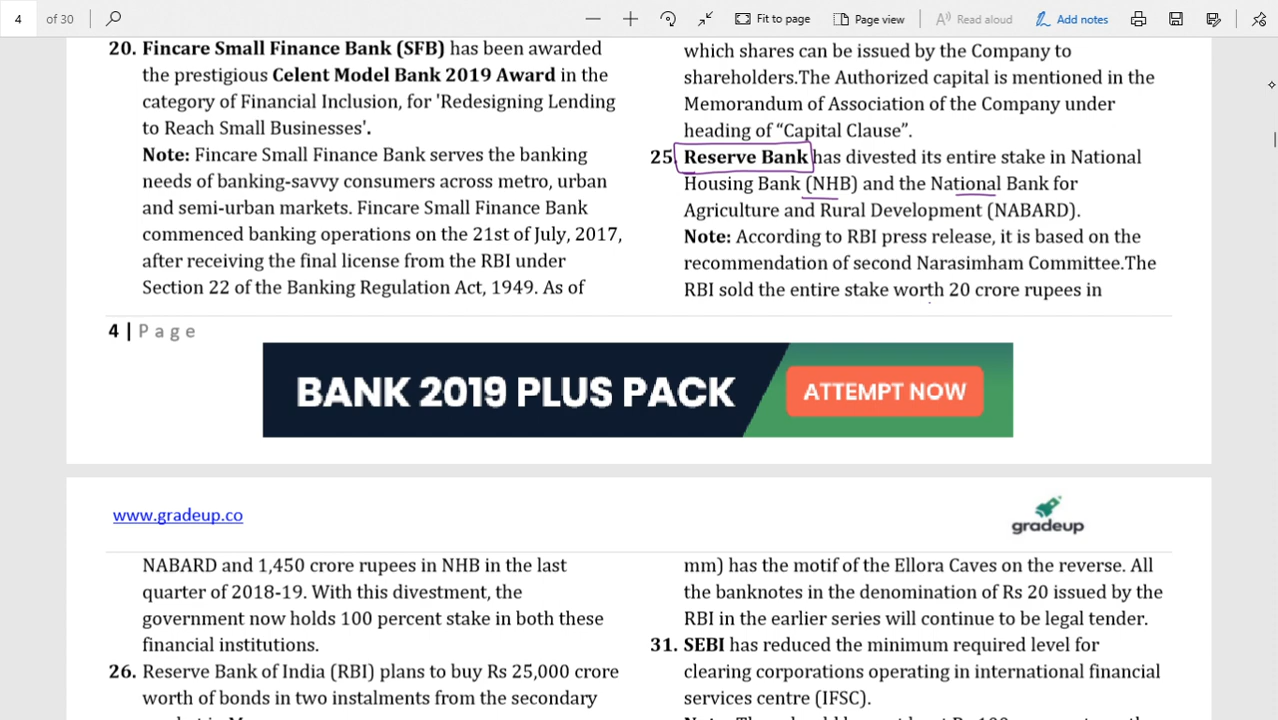 4
of 30
Fit to page
Page view
Read aloud
Add notes
20. Fincare Small Finance Bank (SFB) has been awarded
the prestigious Celent Model Bank 2019 Award in the
category of Financial Inclusion, for 'Redesigning Lending
to Reach Small Businesses'.
Note: Fincare Small Finance Bank serves the banking
needs of banking-savvy consumers across metro, urban
and semi-urban markets. Fincare Small Finance Bank
commenced banking operations on the 21st of July, 2017,
after receiving the final license from the RBI under
Section 22 of the Banking Regulation Act, 1949. As of
which shares can be issued by the Company to
shareholders.The Authorized capital is mentioned in the
Memorandum of Association of the Company under
heading of “Capital Clause”.
25. Reserve Bank has divested its entire stake in National
Housing Bank (NHB) and the National Bank for
Agriculture and Rural Development (NABARD).
Note: According to RBI press release, it is based on the
recommendation of second Narasimham Committee.The
RBI sold the entire stake worth 20 crore rupees in
4 | Page
BANK 2019 PLUS PACK
ATTEMPT NOW
www.gradeup.co
gradeup
NABARD and 1,450 crore rupees in NHB in the last
quarter of 2018-19. With this divestment, the
government now holds 100 percent stake in both these
financial institutions.
26. Reserve Bank of India (RBI) plans to buy Rs 25,000 crore
worth of bonds in two instalments from the secondary
mm) has the motif of the Ellora Caves on the reverse. All
the banknotes in the denomination of Rs 20 issued by the
RBI in the earlier series will continue to be legal tender.
31. SEBI has reduced the minimum required level for
clearing corporations operating in international financial
services centre (IFSC).